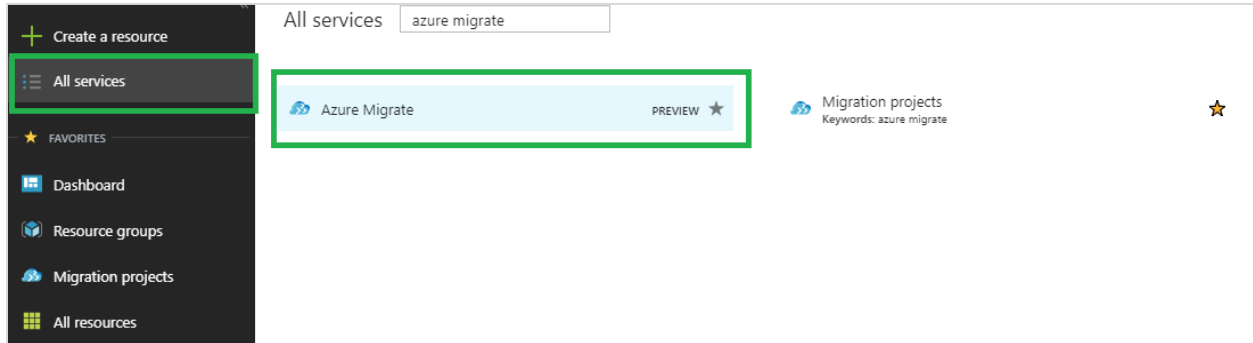 Create a resource
All services
FAVORITES
Dashboard
Resource groups
Migration projects
All resources
All services
azure migrate
Azure Migrate
PREVIEW
Migration projects
Keywords: azure migrate